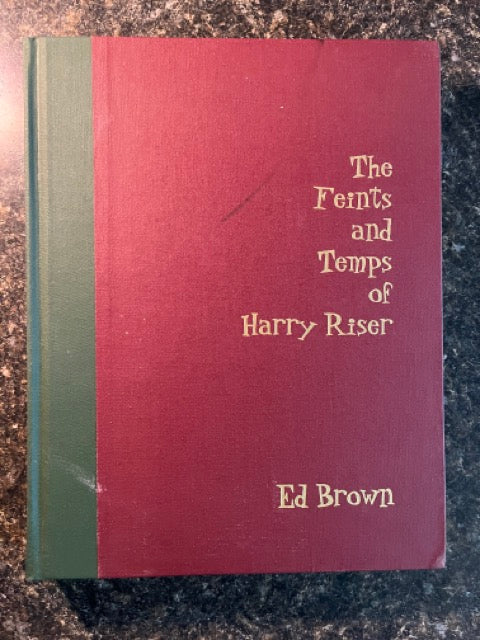 The
Feints
and
Temps
of
Harry Riser
Ed Brown